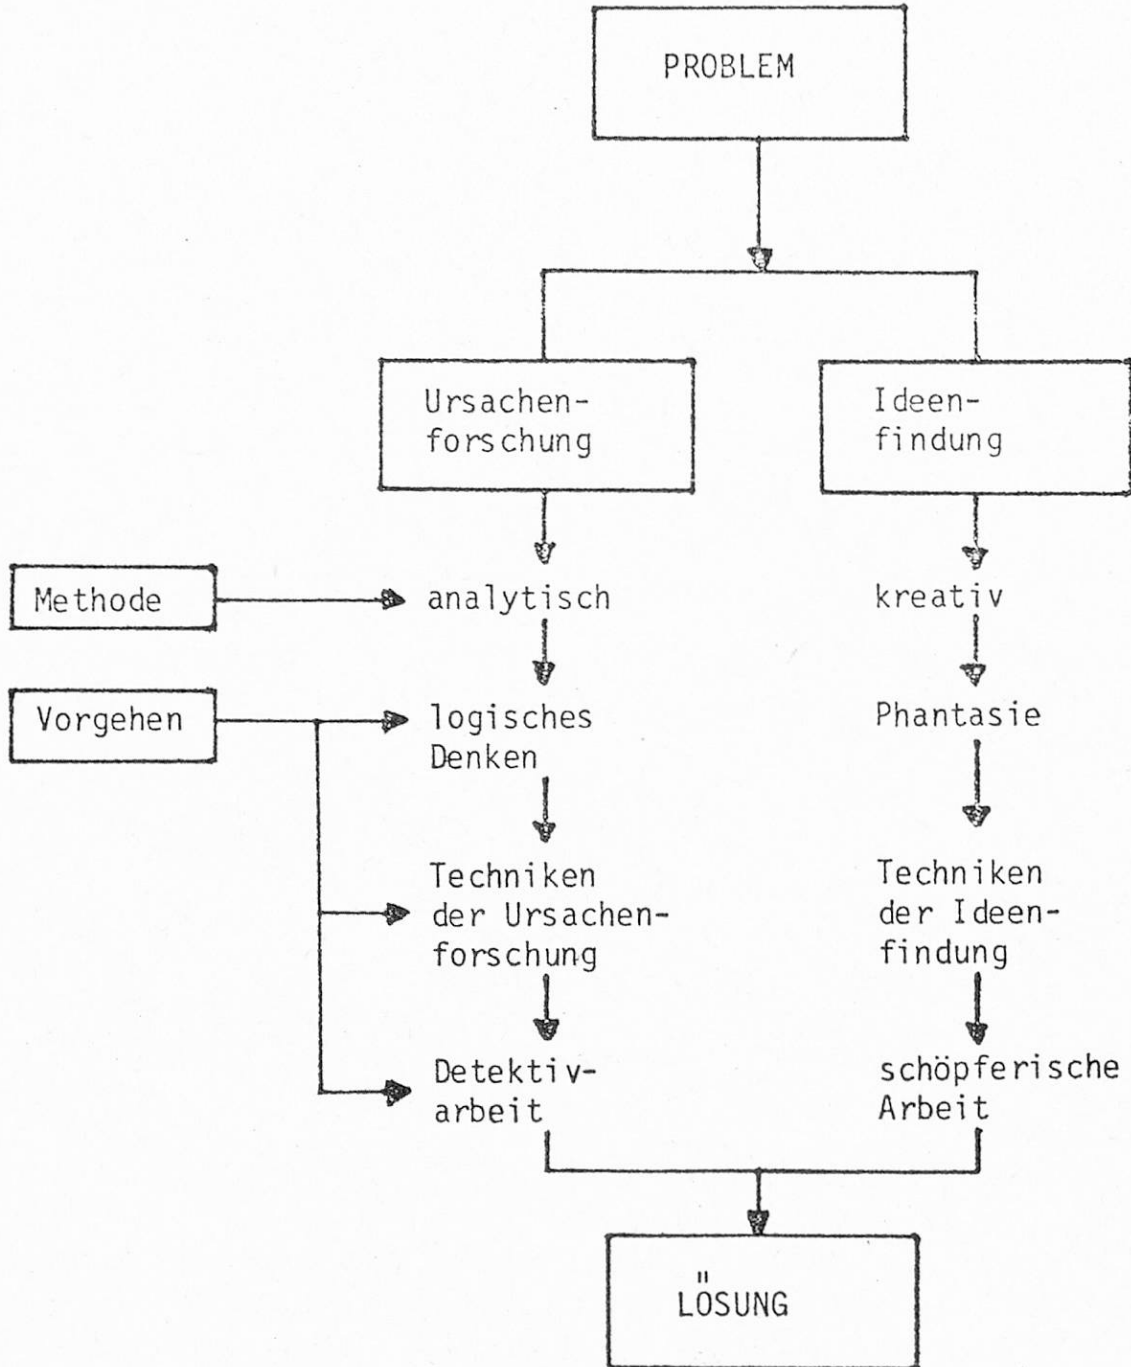 PROBLEM
Ursachen-
forschung
Ideen-
findung
Methode
analytisch
kreativ
Vorgehen
logisches
Denken
Phantasie
Techniken
der Ursachen-
forschung
Techniken
der Ideen-
findung
Detektiv-
arbeit
schöpferische
Arbeit
LÖSUNG